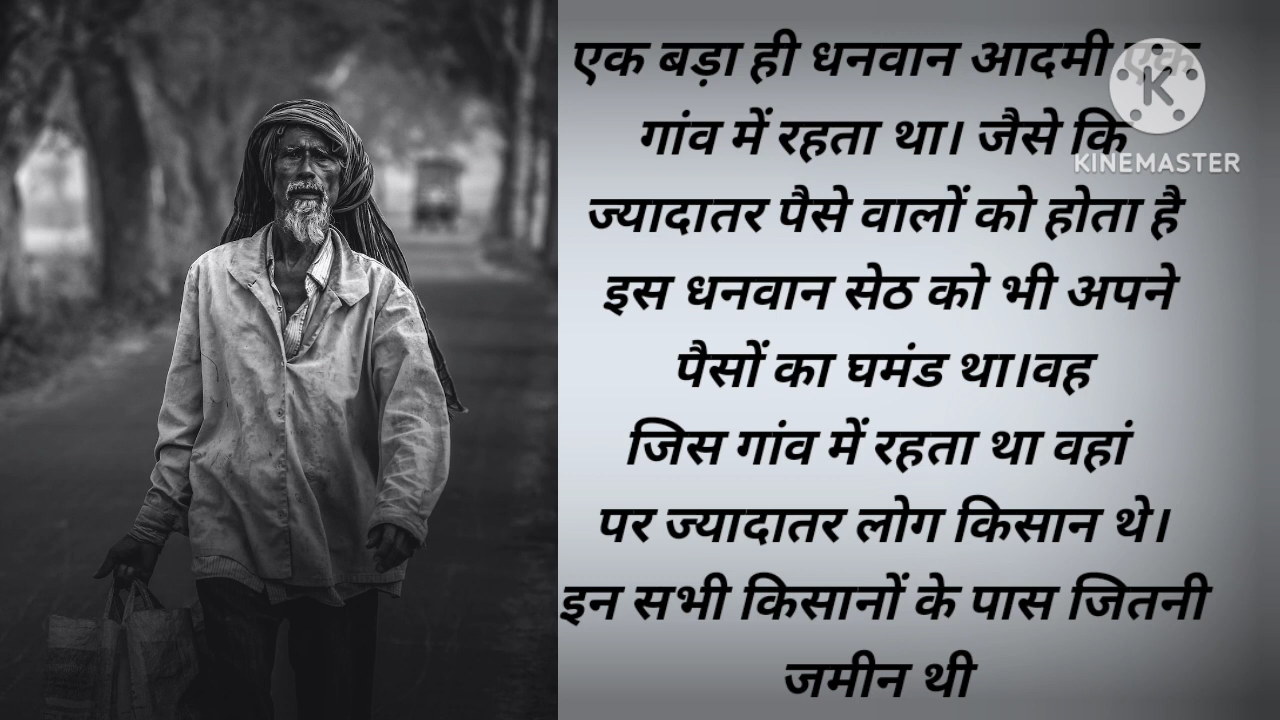 एक बड़ा ही धनवान आदमी एक
गांव में रहता था। जैसे कि
ज्यादातर पैसे वालों को होता है
इस धनवान सेठ को भी अपने
पैसों का घमंड था।वह
जिस गांव में रहता था वहां
पर ज्यादातर लोग किसान थे।
इन सभी किसानों के पास जितनी
जमीन थी
K
KINEMASTER